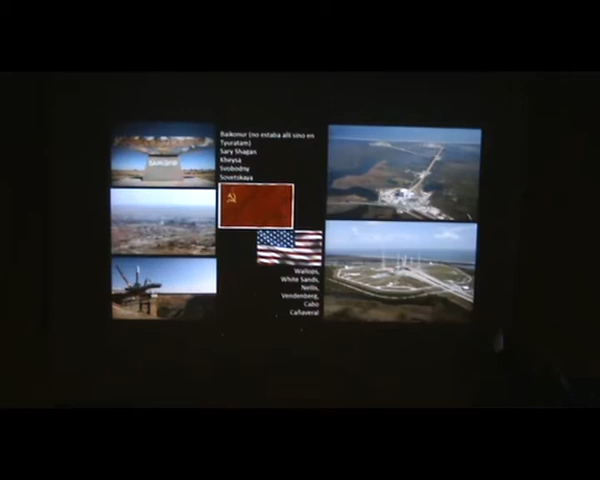 Baikonur (no estaba allí sino en
Tyuratam)
Sary Shagan
Kheysa
Svobodny
Sovetskaya
Wallops,
White Sands,
Nellis,
Vendenberg,
Cabo
Cañaveral